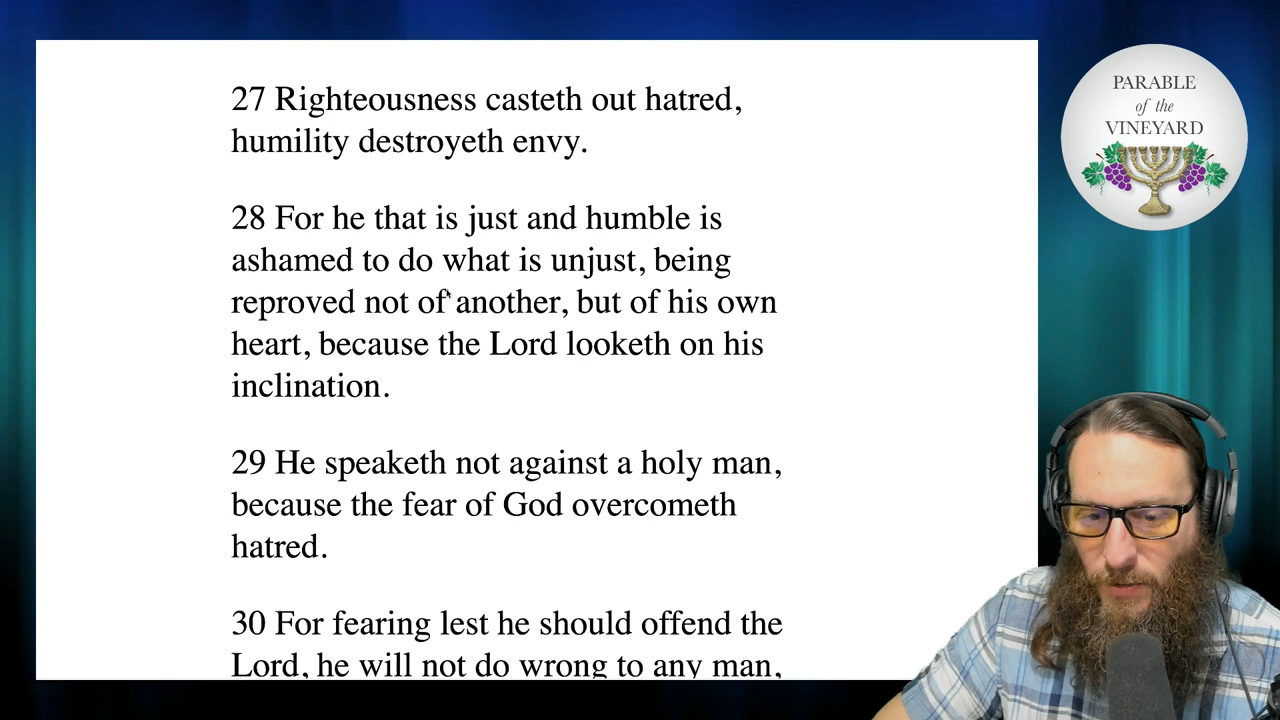 27 Righteousness casteth out hatred,
humility destroyeth envy.
28 For he that is just and humble is
ashamed to do what is unjust, being
reproved not of another, but of his own
heart, because the Lord looketh on his
inclination.
29 He speaketh not against a holy man,
because the fear of God overcometh
hatred.
30 For fearing lest he should offend the
Lord, he will not do wrong to any man,
PARABLE
of the
VINEYARD